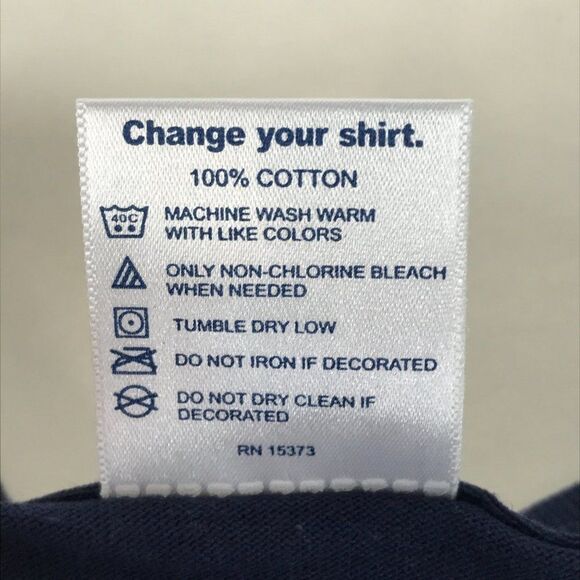 Change your shirt.
100% COTTON
40C
MACHINE WASH WARM
WITH LIKE COLORS
ONLY NON-CHLORINE BLEACH
WHEN NEEDED
TUMBLE DRY LOW
DO NOT IRON IF DECORATED
DO NOT DRY CLEAN IF
DECORATED
RN 15373